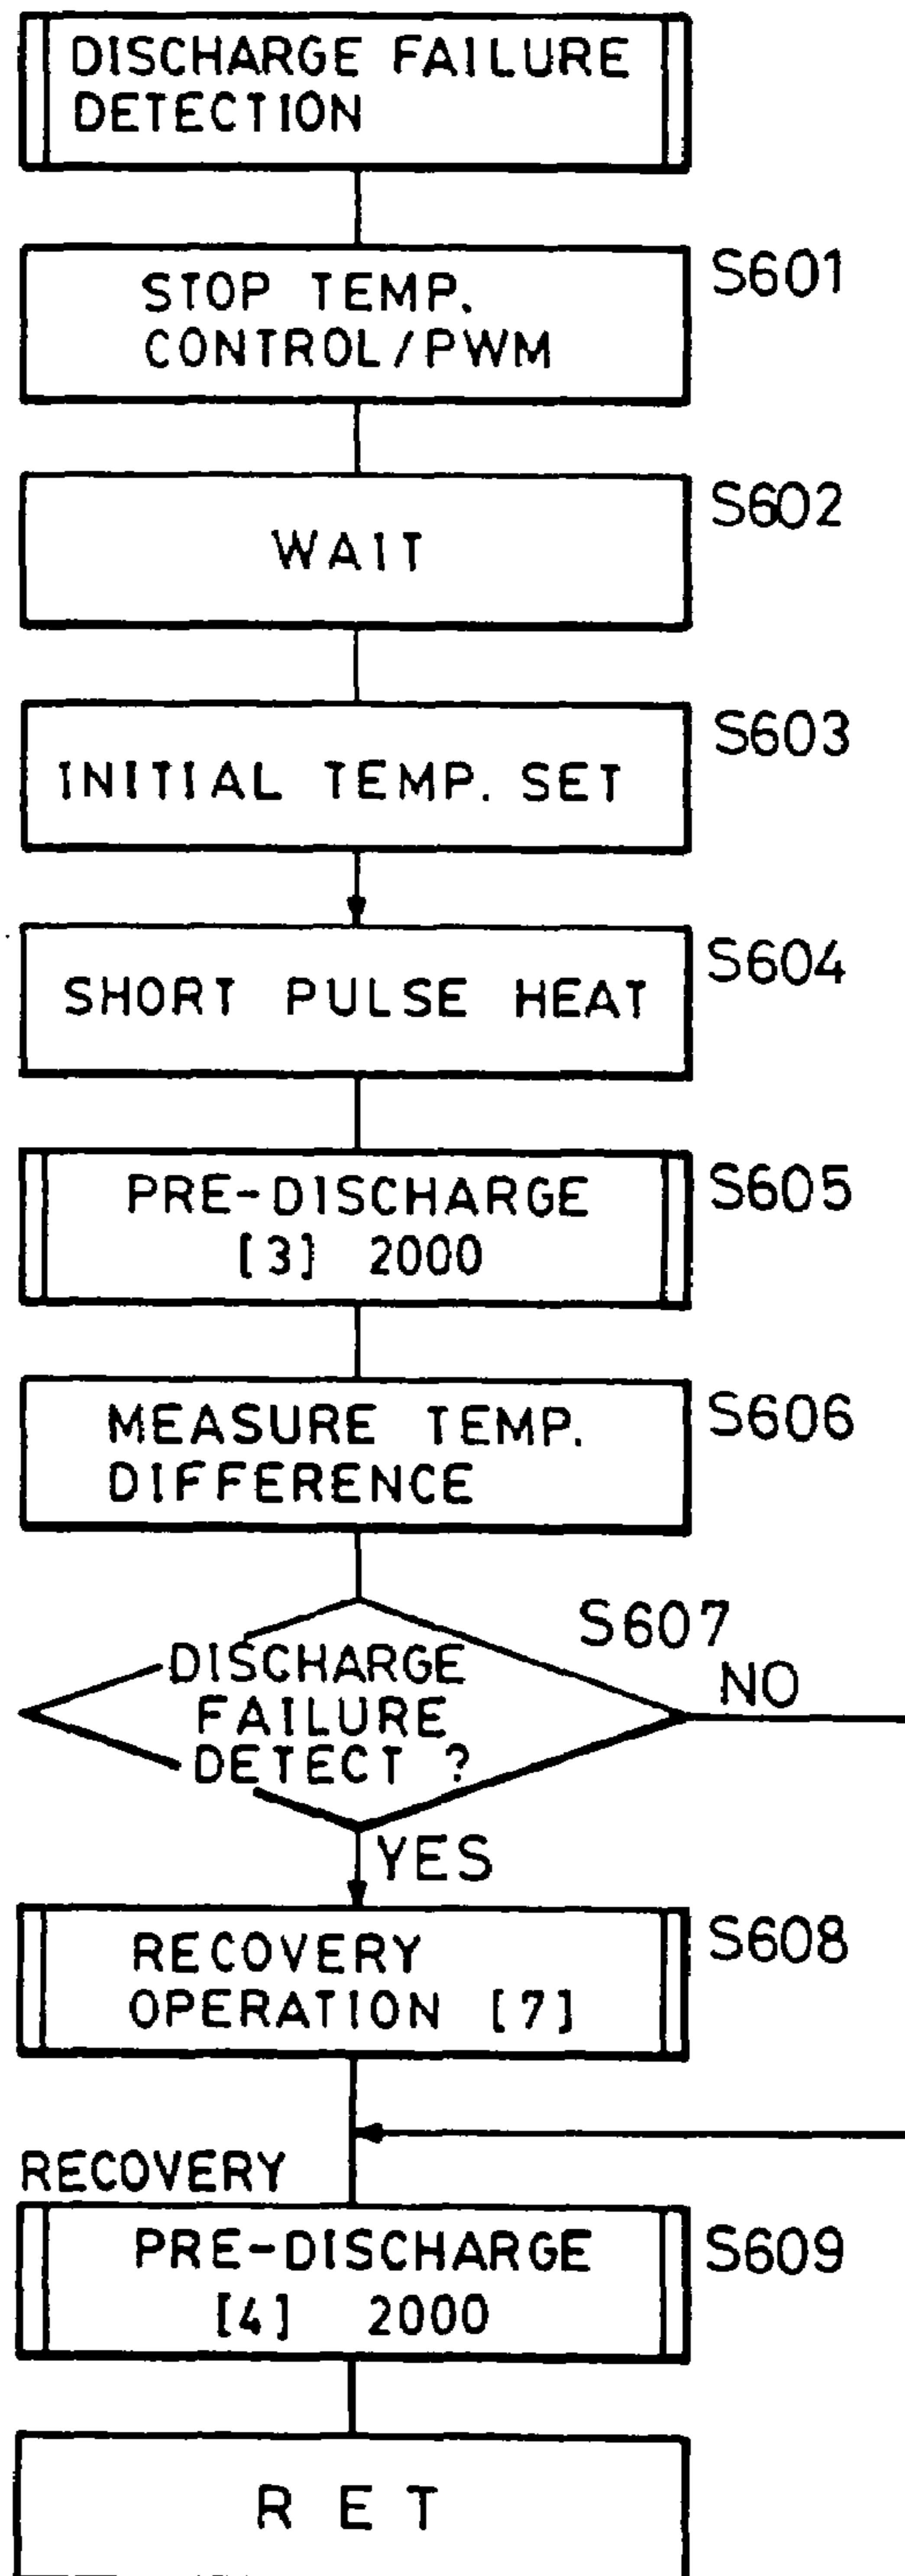 DISCHARGE FAILURE
DETECTION
STOP TEMP.
CONTROL/PWM
S601
WAIT
S602
INITIAL TEMP. SET
S603
SHORT PULSE HEAT
S604
PRE-DISCHARGE
[3] 2000
S605
MEASURE TEMP.
DIFFERENCE
S606
S607
DISCHARGE
FAILURE
DETECT ?
NO
YES
RECOVERY
OPERATION [7]
S608
RECOVERY
PRE-DISCHARGE
[4] 2000
S609
RET